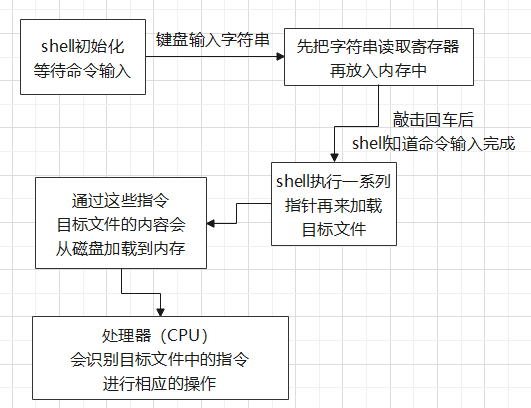 shell初始化
等待命令输入
键盘输入字符串
先把字符串读取寄存器
再放入内存中
敲击回车后
shell知道命令输入完成
shell执行一系列
指针再来加载
目标文件
通过这些指令
目标文件的内容会
从磁盘加载到内存
处理器（CPU）
会识别目标文件中的指令
进行相应的操作